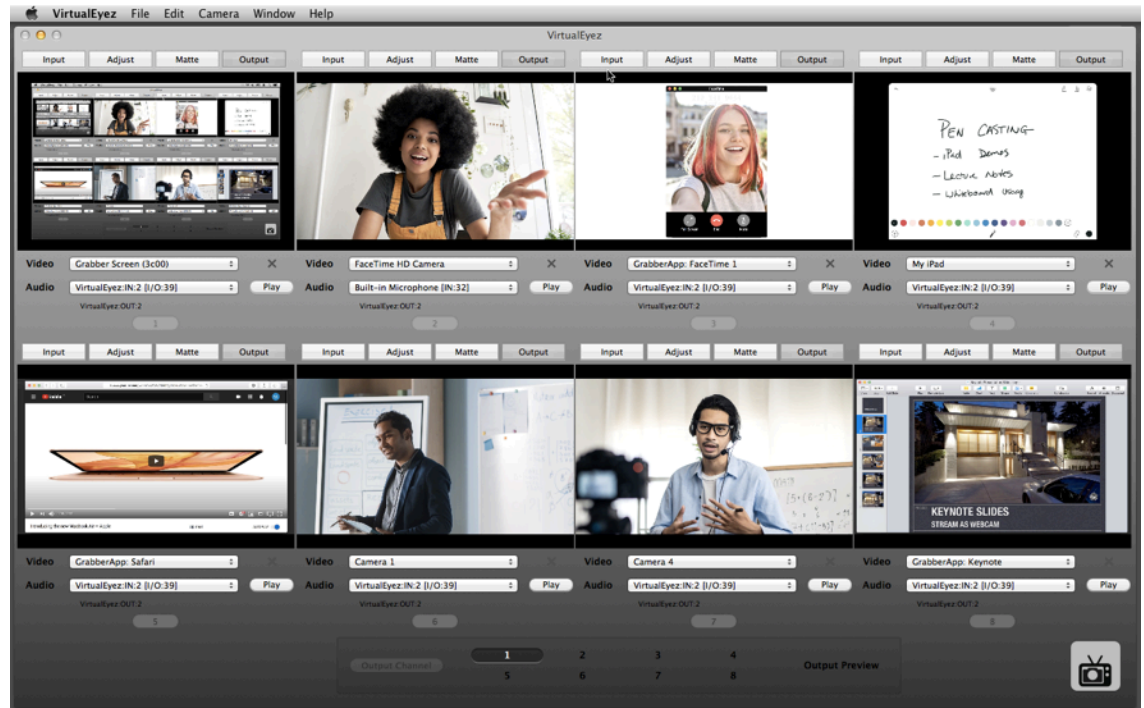 VirtualEyez File Edit Camera Window Help
VirtualEyez
Input Adjust Matte Output Input Adjust Matte Output Input Adjust Matte Output Input Adjust Matte Output
PEN CASTING
- iPad Demos
- Lecture Notes
- Whiteboard Using
Video Grabber Screen (3c00) Video FaceTime HD Camera Video GrabberApp: FaceTime 1 Video My iPad
Audio VirtualEyez:IN:2 [I/O:39] Play Audio Built-in Microphone [IN:32] Play Audio VirtualEyez:IN:2 [I/O:39] Play Audio VirtualEyez:IN:2 [I/O:39] Play
VirtualEyez:OUT:2 VirtualEyez:OUT:2 VirtualEyez:OUT:2 VirtualEyez:OUT:2
1 2 3 4
Input Adjust Matte Output Input Adjust Matte Output Input Adjust Matte Output Input Adjust Matte Output
KEYNOTE SLIDES
STREAM AS WEBCAM
Video GrabberApp: Safari Video Camera 1 Video Camera 4 Video GrabberApp: Keynote
Audio VirtualEyez:IN:2 [I/O:39] Play Audio VirtualEyez:IN:2 [I/O:39] Play Audio VirtualEyez:IN:2 [I/O:39] Play Audio VirtualEyez:IN:2 [I/O:39] Play
VirtualEyez:OUT:2 VirtualEyez:OUT:2 VirtualEyez:OUT:2 VirtualEyez:OUT:2
5 6 7 8
Output Channel 1 2 3 4 Output Preview
5 6 7 8